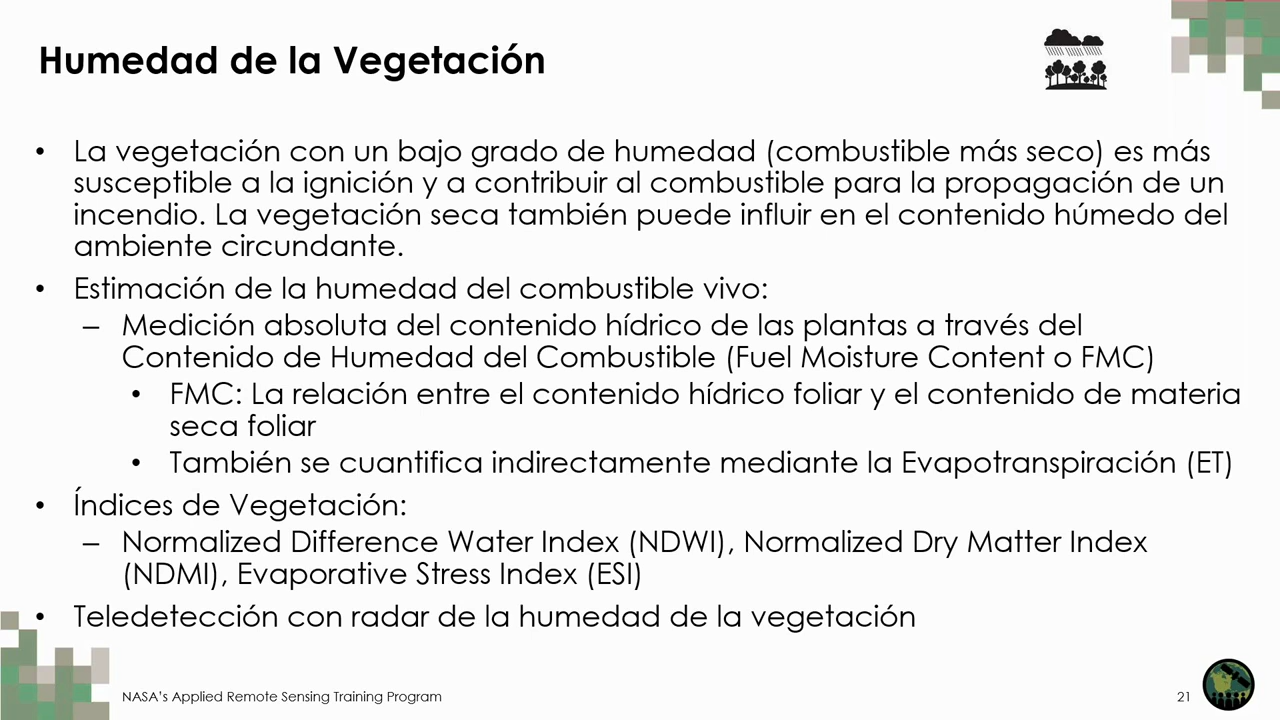 Humedad de la Vegetación
• La vegetación con un bajo grado de humedad (combustible más seco) es más
susceptible a la ignición y a contribuir al combustible para la propagación de un
incendio. La vegetación seca también puede influir en el contenido húmedo del
ambiente circundante.
• Estimación de la humedad del combustible vivo:
– Medición absoluta del contenido hídrico de las plantas a través del
Contenido de Humedad del Combustible (Fuel Moisture Content o FMC)
• FMC: La relación entre el contenido hídrico foliar y el contenido de materia
seca foliar
• También se cuantifica indirectamente mediante la Evapotranspiración (ET)
• Índices de Vegetación:
– Normalized Difference Water Index (NDWI), Normalized Dry Matter Index
(NDMI), Evaporative Stress Index (ESI)
• Teledetección con radar de la humedad de la vegetación
NASA's Applied Remote Sensing Training Program
21